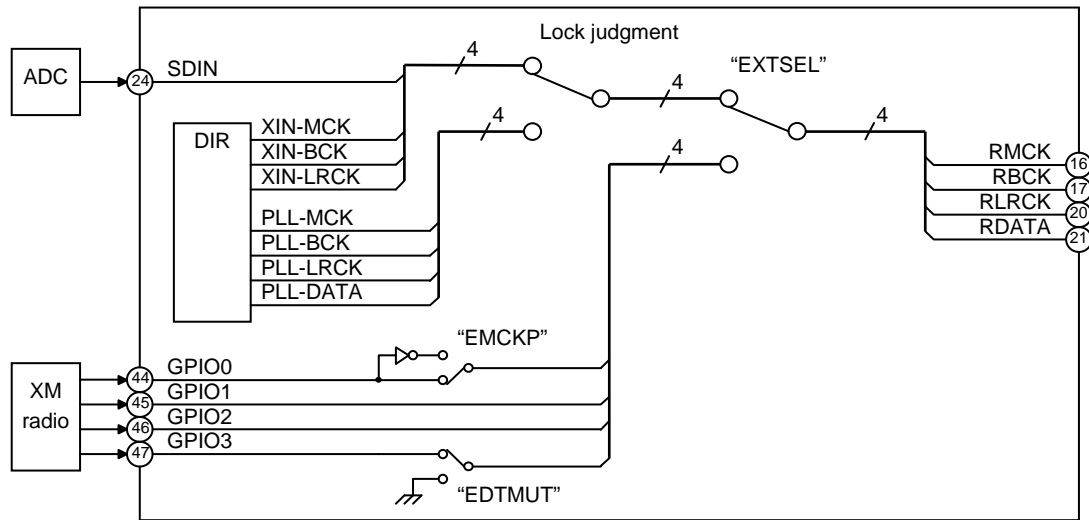 Lock judgment
ADC
24
SDIN
4
4
"EXTSEL"
4
DIR
XIN-MCK
XIN-BCK
XIN-LRCK
4
4
PLL-MCK
PLL-BCK
PLL-LRCK
PLL-DATA
RMCK
16
RBCK
17
RLRCK
20
RDATA
21
"EMCKP"
XM
radio
44
GPIO0
45
GPIO1
46
GPIO2
47
GPIO3
"EDTMUT"